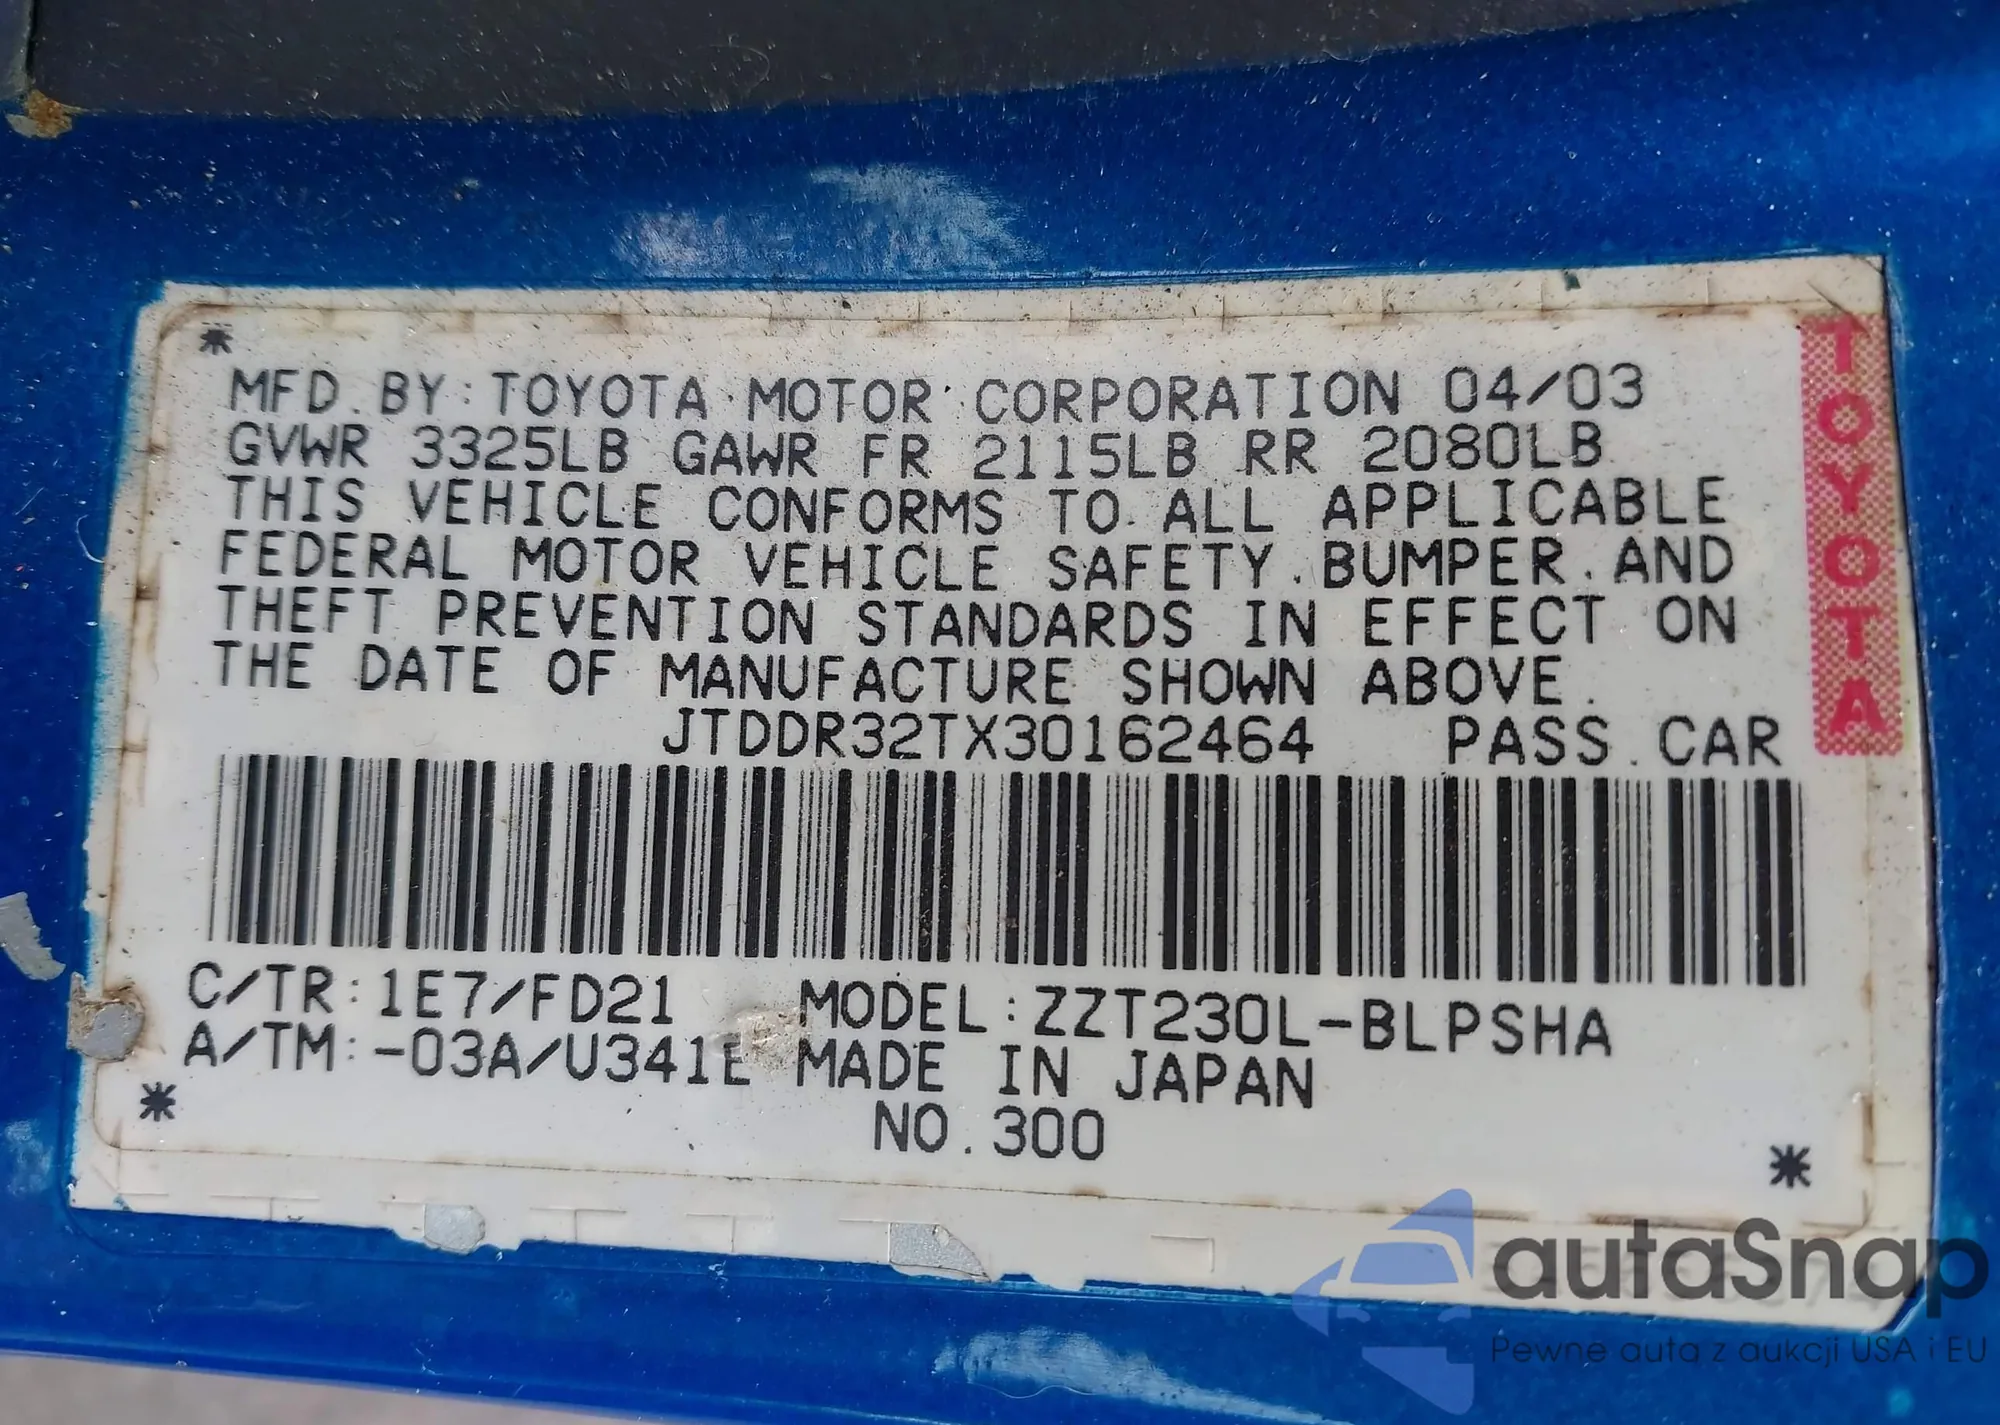 *
MFD. BY: TOYOTA MOTOR CORPORATION 04/03
GVWR 3325LB GAWR FR 2115LB RR 2080LB
THIS VEHICLE CONFORMS TO ALL APPLICABLE
FEDERAL MOTOR VEHICLE SAFETY. BUMPER. AND
THEFT PREVENTION STANDARDS IN EFFECT ON
THE DATE OF MANUFACTURE SHOWN ABOVE.
JTDDR32TX30162464 PASS. CAR
C/TR: 1E7/FD21 MODEL: ZZT230L-BLPSHA
A/TM: -03A/U341E MADE IN JAPAN
NO. 300
* *
TOYOTA
autaSnap
Pewne auta z aukcji USA i EU